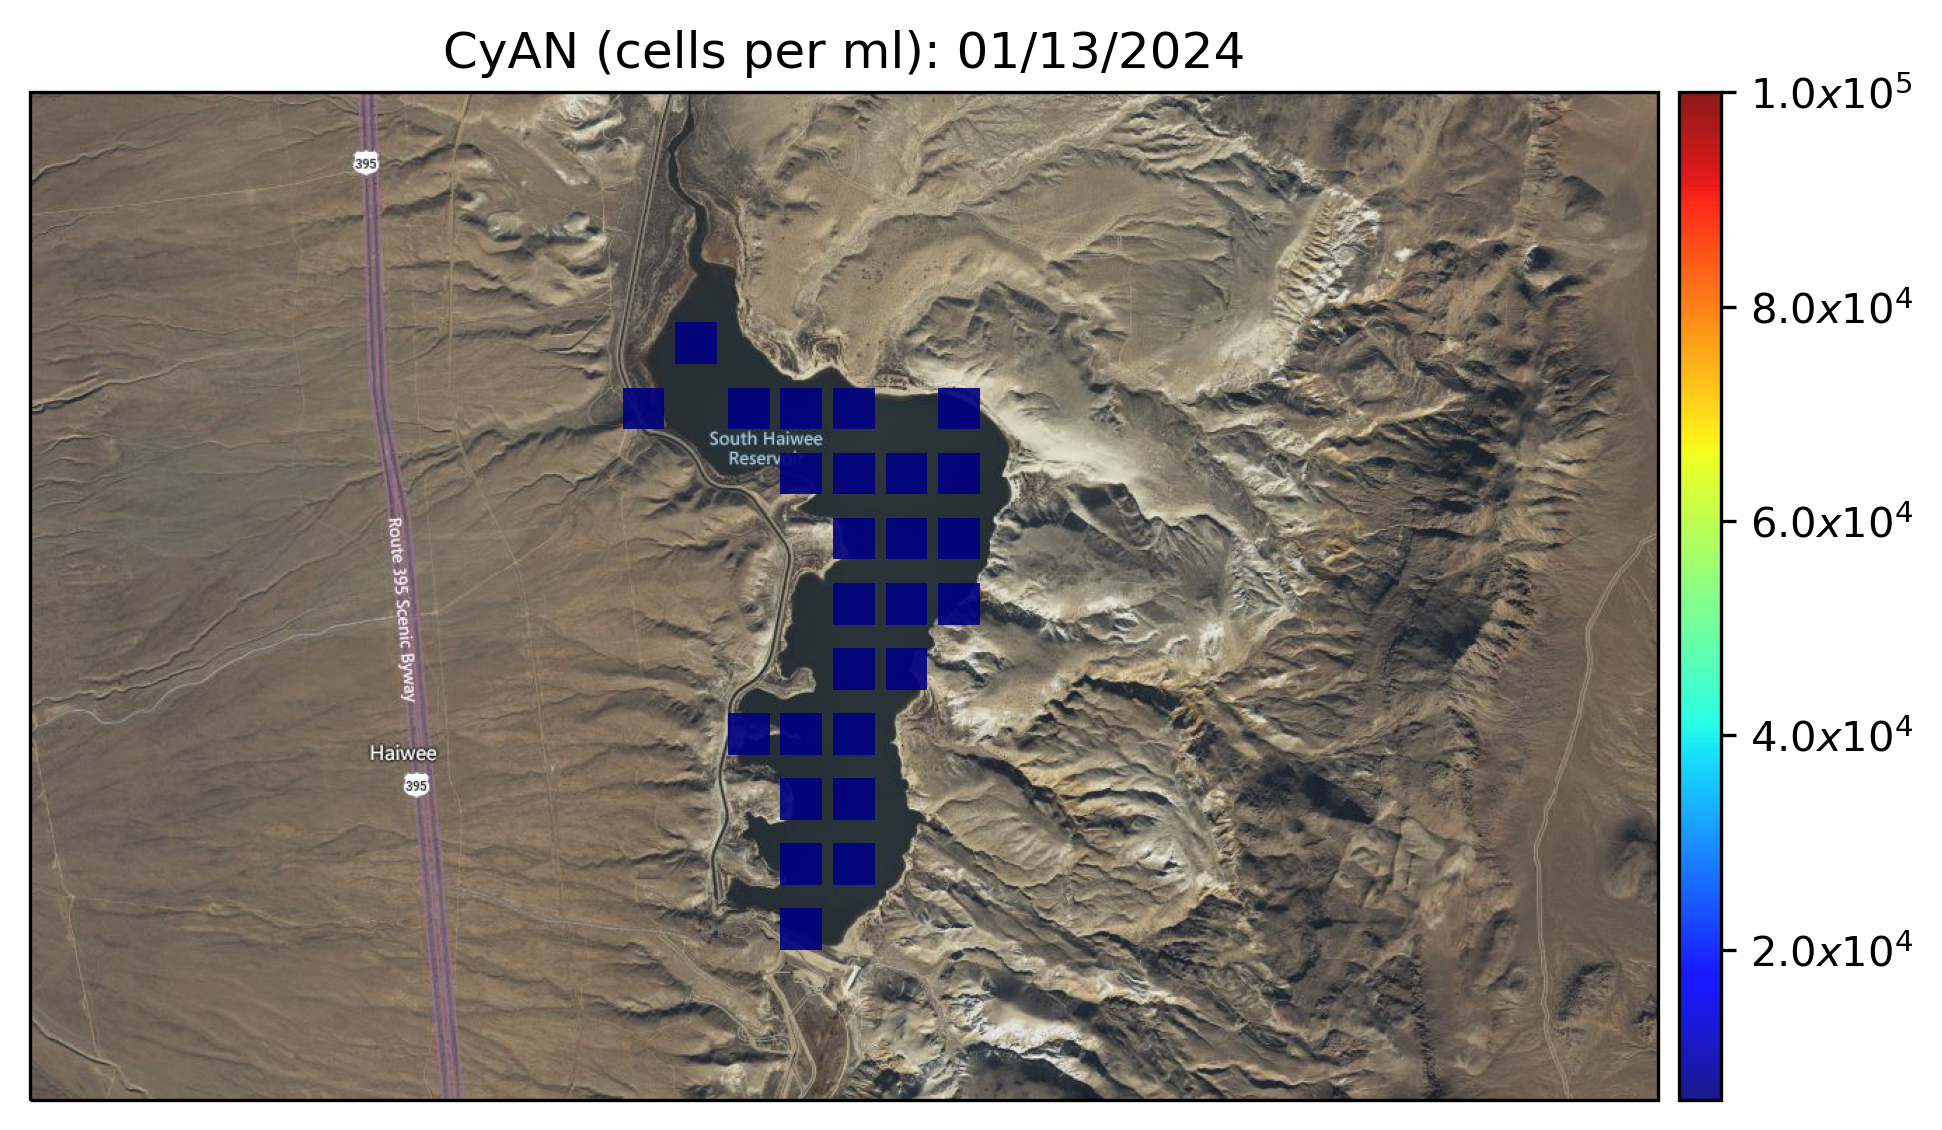 CyAN (cells per ml): 01/13/2024
395
South Haiwee
Reservoir
Route 395 Scenic Byway
Haiwee
395
1.0x10^5
8.0x10^4
6.0x10^4
4.0x10^4
2.0x10^4